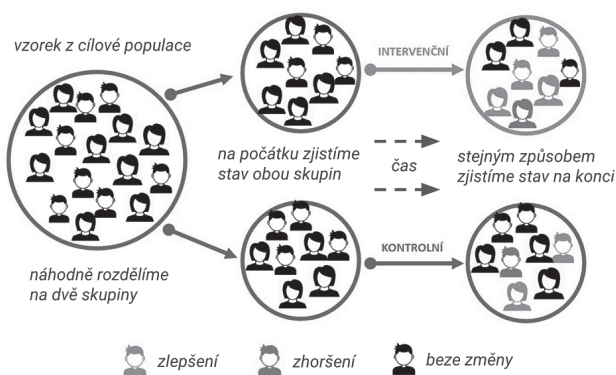 vzorek z cílové populace
INTERVENČNÍ
na počátku zjistíme
stav obou skupin
čas
stejným způsobem
zjistíme stav na konci
náhodně rozdělíme
na dvě skupiny
KONTROLNÍ
zlepšení
zhoršení
beze změny